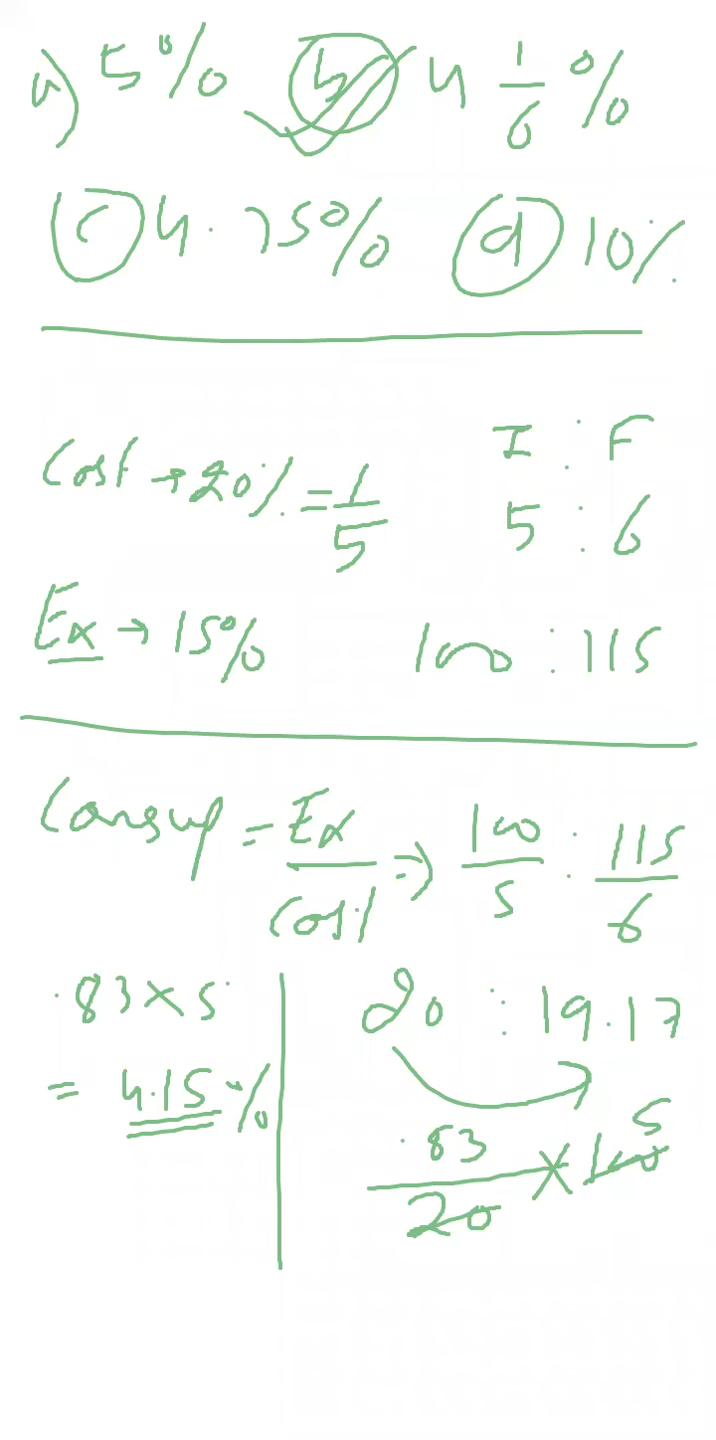 a) 5% b 4 1/6 %
c 4.75% d 10%
Cost → 20% = 1/5 I : F
5 : 6
Ex → 15% 100 : 115
Consup = Ex/Cost ⇒ 100/5 : 115/6
.83 × 5 20 : 19.17
= 4.15% .83/20 × 100 5